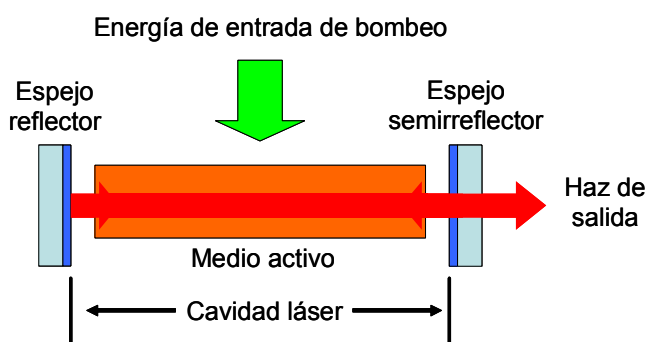 Energía de entrada de bombeo
Espejo
reflector
Espejo
semirreflector
Haz de
salida
Medio activo
Cavidad láser